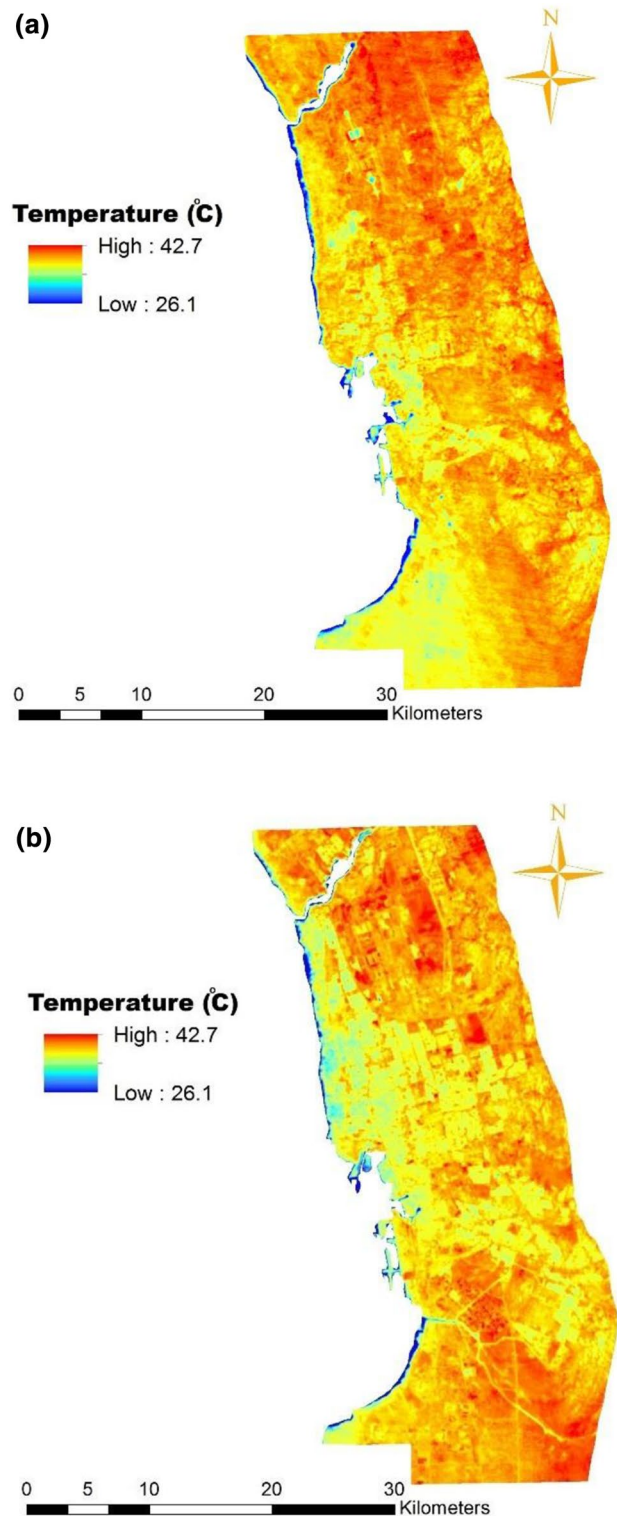 (a)
N
Temperature (°C)
High : 42.7
Low : 26.1
0 5 10 20 30
Kilometers
(b)
N
Temperature (°C)
High : 42.7
Low : 26.1
0 5 10 20 30
Kilometers